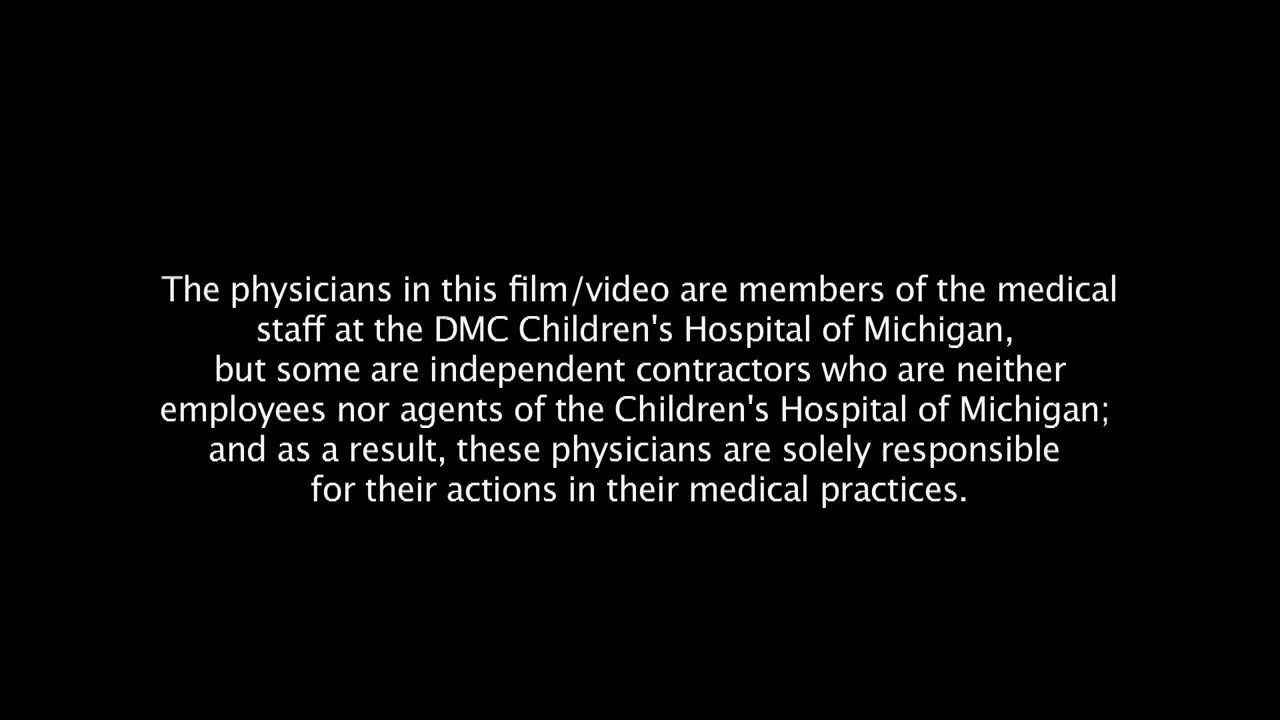 The physicians in this film/video are members of the medical
staff at the DMC Children's Hospital of Michigan,
but some are independent contractors who are neither
employees nor agents of the Children's Hospital of Michigan;
and as a result, these physicians are solely responsible
for their actions in their medical practices.